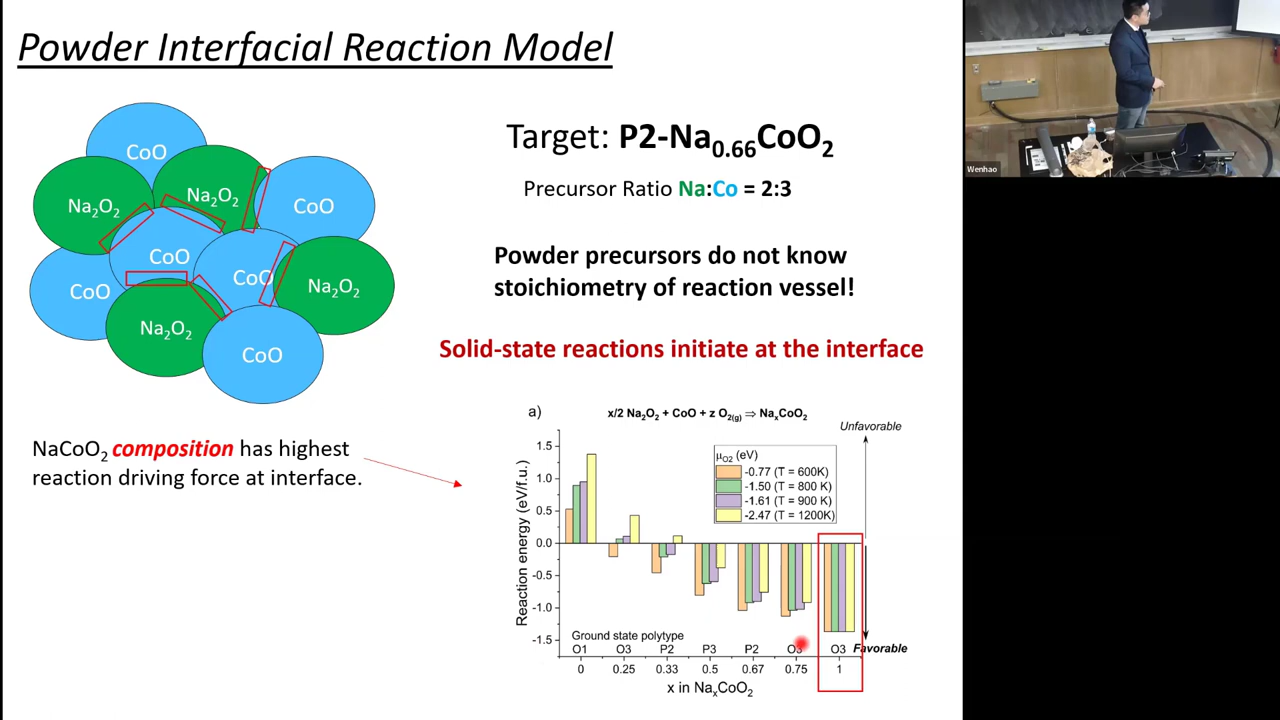 Powder Interfacial Reaction Model
CoO
Na₂O₂
Na₂O₂
CoO
CoO
CoO
CoO
Na₂O₂
Na₂O₂
CoO
NaCoO₂ composition has highest
reaction driving force at interface.
Target: P2-Na₀.₆₆CoO₂
Precursor Ratio Na:Co = 2:3
Powder precursors do not know
stoichiometry of reaction vessel!
Solid-state reactions initiate at the interface
a)
x/2 Na₂O₂ + CoO + z O₂₍g₎ ⇒ NaₓCoO₂
Unfavorable
μO₂ (eV)
-0.77 (T = 600K)
-1.50 (T = 800 K)
-1.61 (T = 900 K)
-2.47 (T = 1200K)
Reaction energy (eV/f.u.)
1.5
1.0
0.5
0.0
-0.5
-1.0
-1.5
Ground state polytype
O1 O3 P2 P3 P2 O3 O3
Favorable
0 0.25 0.33 0.5 0.67 0.75 1
x in NaₓCoO₂
Wenhao